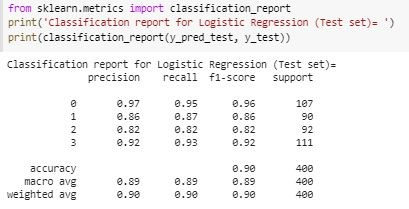 from sklearn.metrics import classification_report
print('Classification report for Logistic Regression (Test set)= ')
print(classification_report(y_pred_test, y_test))
Classification report for Logistic Regression (Test set)=
precision recall f1-score support
0 0.97 0.95 0.96 107
1 0.86 0.87 0.86 90
2 0.82 0.82 0.82 92
3 0.92 0.93 0.92 111
accuracy 0.90 400
macro avg 0.89 0.89 0.89 400
weighted avg 0.90 0.90 0.90 400